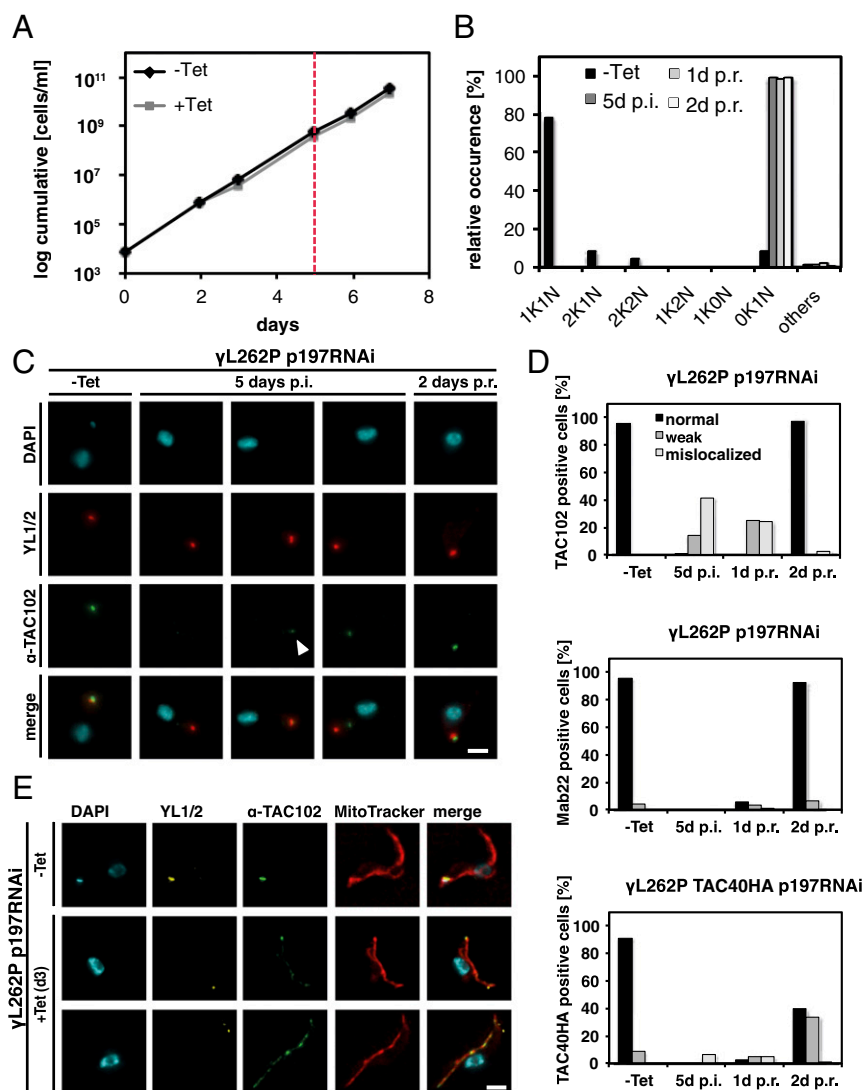 A
log cumulative [cells/ml]
10¹¹
10⁹
10⁷
10⁵
10³
-Tet
+Tet
0 2 4 6 8
days
B
relative occurence [%]
100
80
60
40
20
0
-Tet 1d p.r.
5d p.i. 2d p.r.
1K1N 2K1N 2K2N 1K2N 1K0N 0K1N others
C
γL262P p197RNAi
-Tet 5 days p.i. 2 days p.r.
DAPI
YL1/2
α-TAC102
merge
D
γL262P p197RNAi
TAC102 positive cells [%]
100
80
60
40
20
0
normal
weak
mislocalized
-Tet 5d p.i. 1d p.r. 2d p.r.
γL262P p197RNAi
Mab22 positive cells [%]
100
80
60
40
20
0
-Tet 5d p.i. 1d p.r. 2d p.r.
γL262P TAC40HA p197RNAi
TAC40HA positive cells [%]
100
80
60
40
20
0
-Tet 5d p.i. 1d p.r. 2d p.r.
E
DAPI YL1/2 α-TAC102 MitoTracker merge
γL262P p197RNAi
-Tet
+Tet (d3)